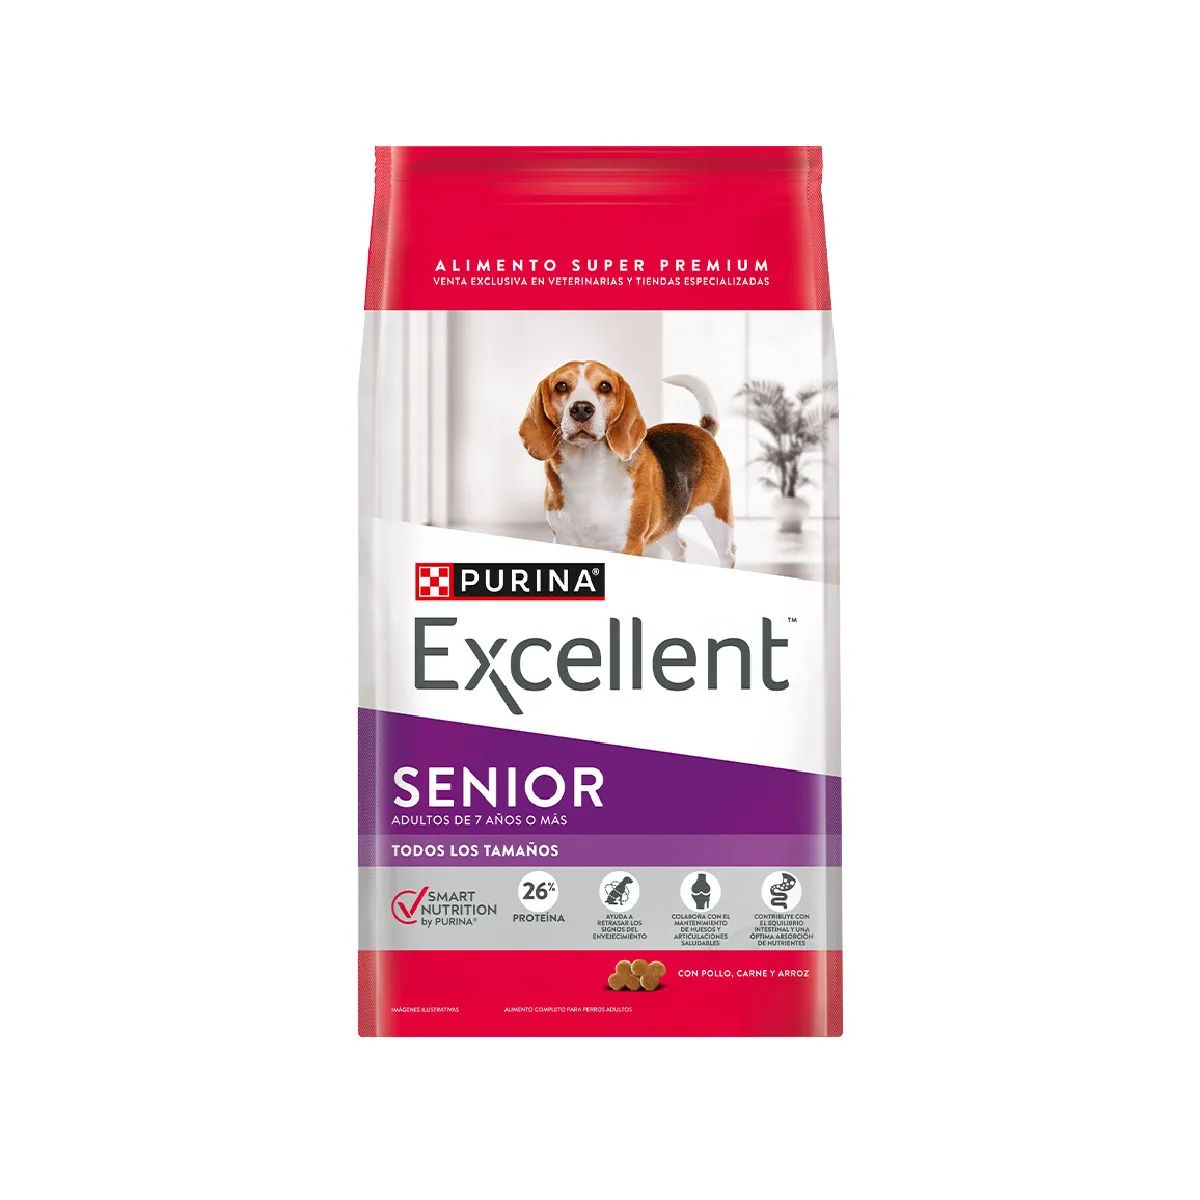 ALIMENTO SUPER PREMIUM
VENTA EXCLUSIVA EN VETERINARIAS Y TIENDAS ESPECIALIZADAS
PURINA®
Excellent™
SENIOR
ADULTOS DE 7 AÑOS O MÁS
TODOS LOS TAMAÑOS
SMART
NUTRITION
by PURINA®
26%
PROTEÍNA
AYUDA A
RETRASAR LOS
SIGNOS DEL
ENVEJECIMIENTO
COLABORA CON EL
MANTENIMIENTO
DE HUESOS Y
ARTICULACIONES
SALUDABLES
CONTRIBUYE CON
EL EQUILIBRIO
INTESTINAL Y UNA
ÓPTIMA ABSORCIÓN
DE NUTRIENTES
CON POLLO, CARNE Y ARROZ
IMÁGENES ILUSTRATIVAS
ALIMENTO COMPLETO PARA PERROS ADULTOS